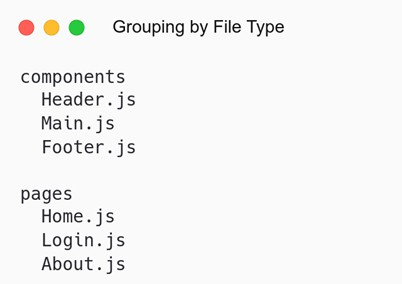 Grouping by File Type
components
  Header.js
  Main.js
  Footer.js

pages
  Home.js
  Login.js
  About.js